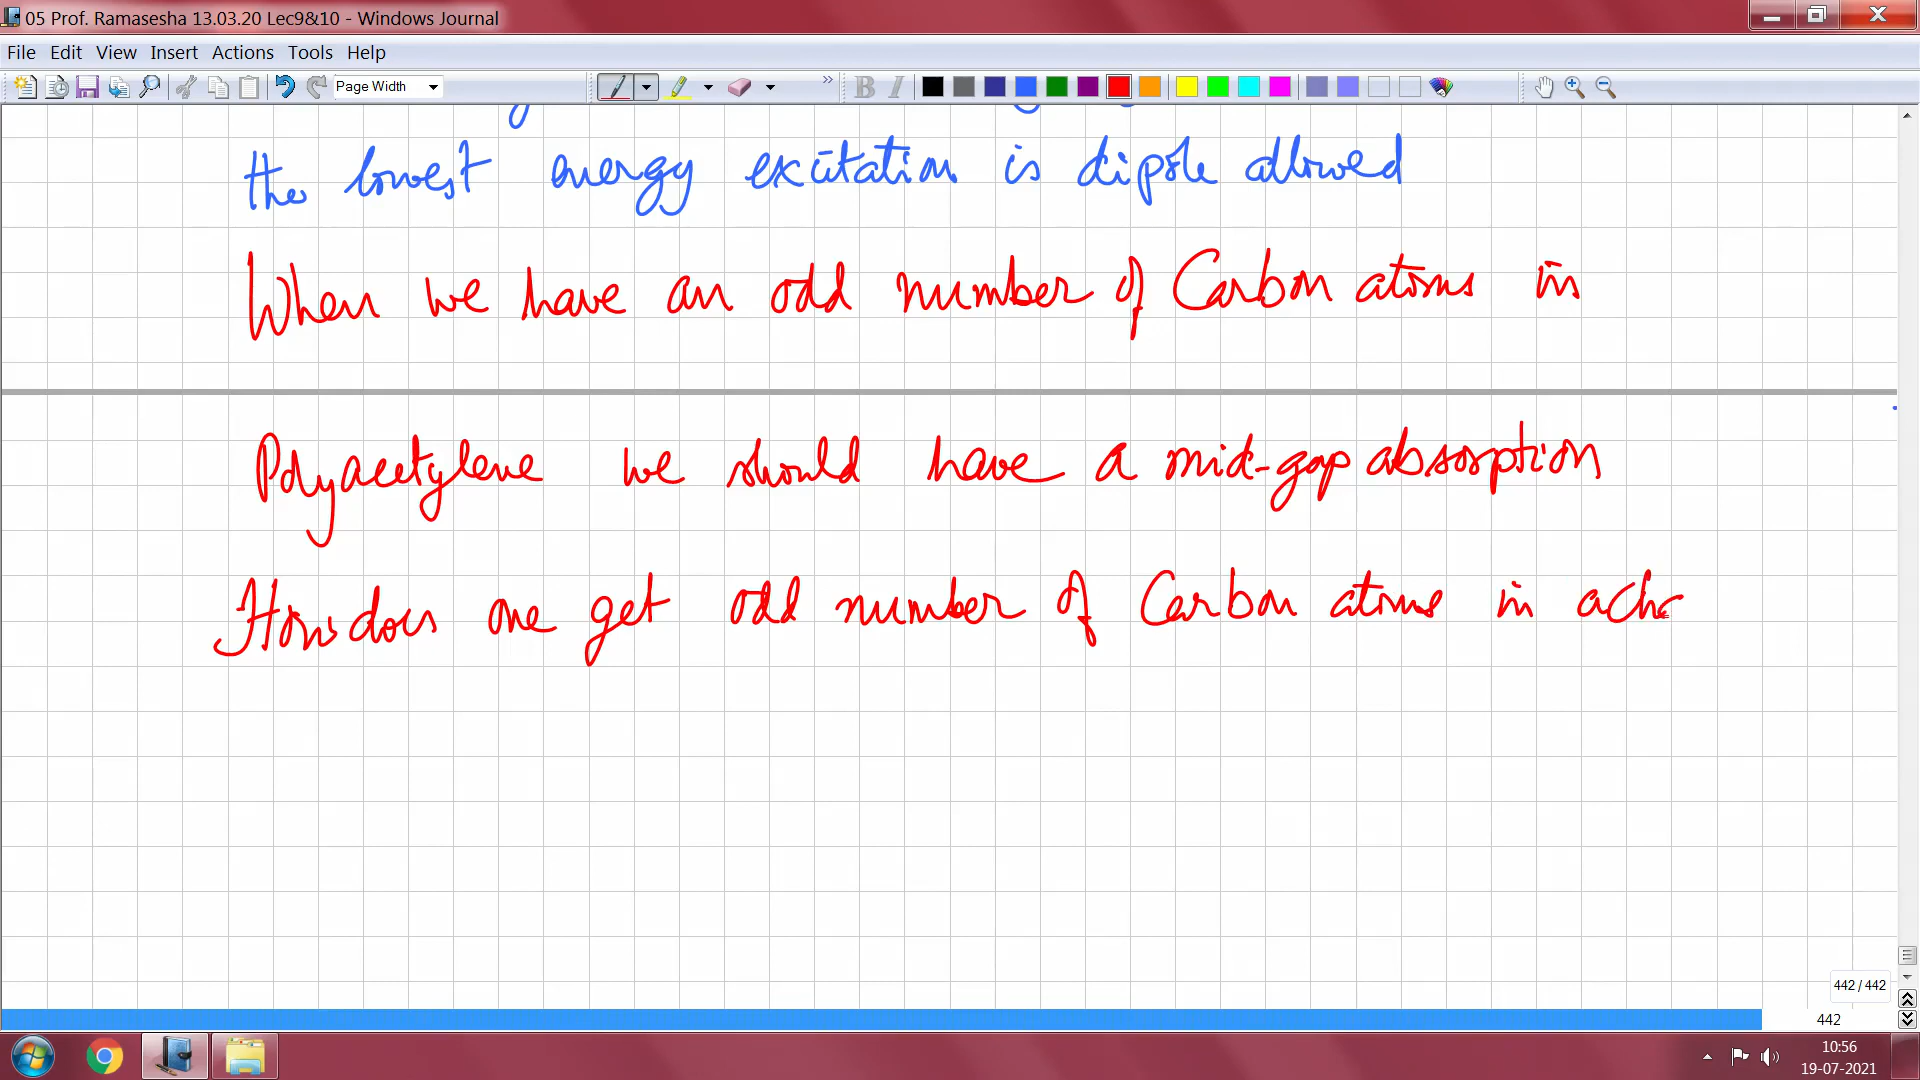 05 Prof. Ramasesha 13.03.20 Lec9&10 - Windows Journal
File Edit View Insert Actions Tools Help
Page Width
the lowest energy excitation is dipole allowed
When we have an odd number of Carbon atoms in
Polyacetylene we should have a mid-gap absorption
How does one get odd number of Carbon atoms in a cha
442 / 442
442
10:56
19-07-2021